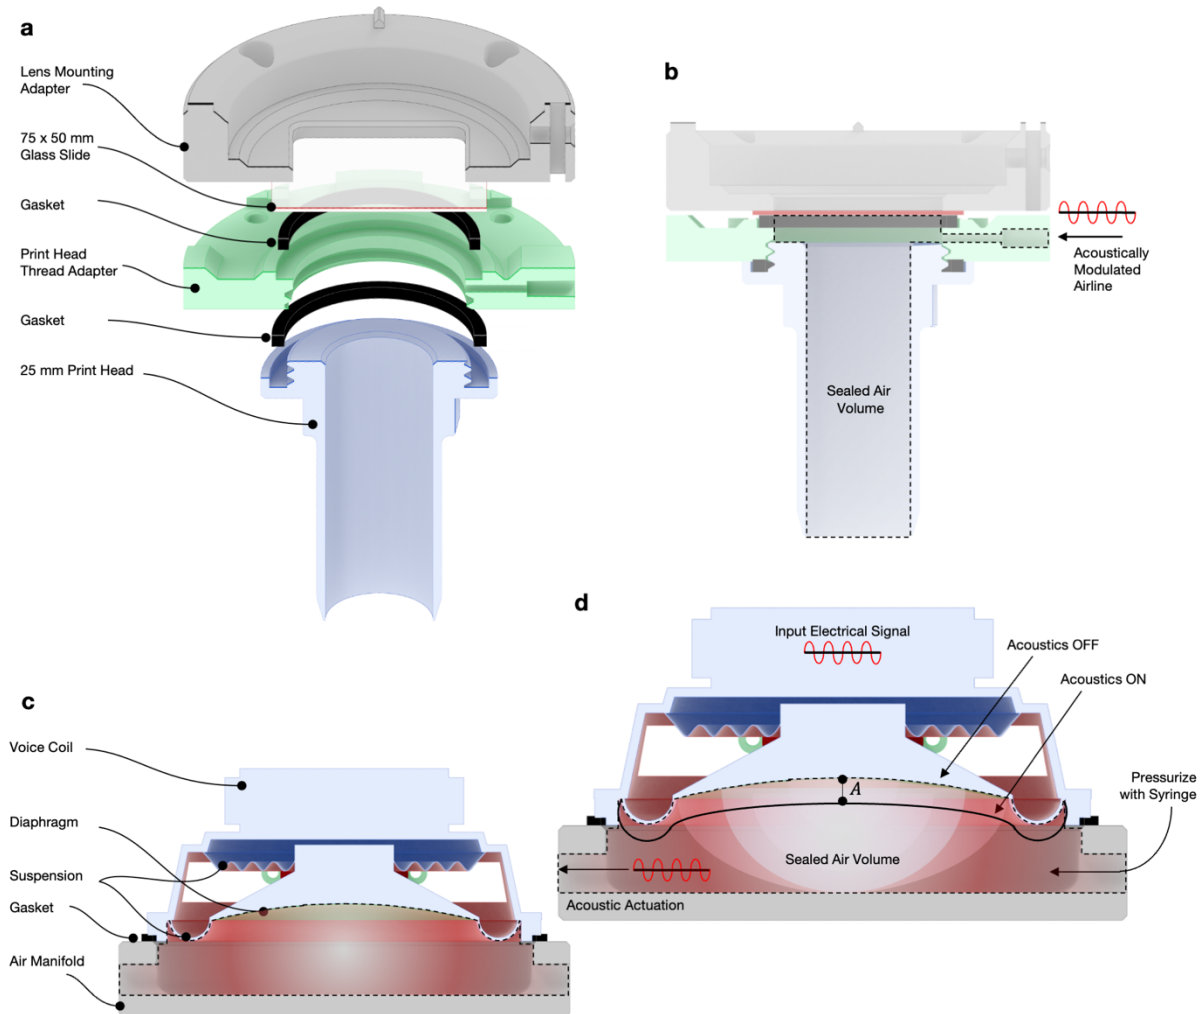 a
Lens Mounting
Adapter
75 x 50 mm
Glass Slide
Gasket
Print Head
Thread Adapter
Gasket
25 mm Print Head
b
Acoustically
Modulated
Airline
Sealed Air
Volume
c
Voice Coil
Diaphragm
Suspension
Gasket
Air Manifold
d
Input Electrical Signal
Acoustics OFF
Acoustics ON
A
Pressurize
with Syringe
Sealed Air Volume
Acoustic Actuation